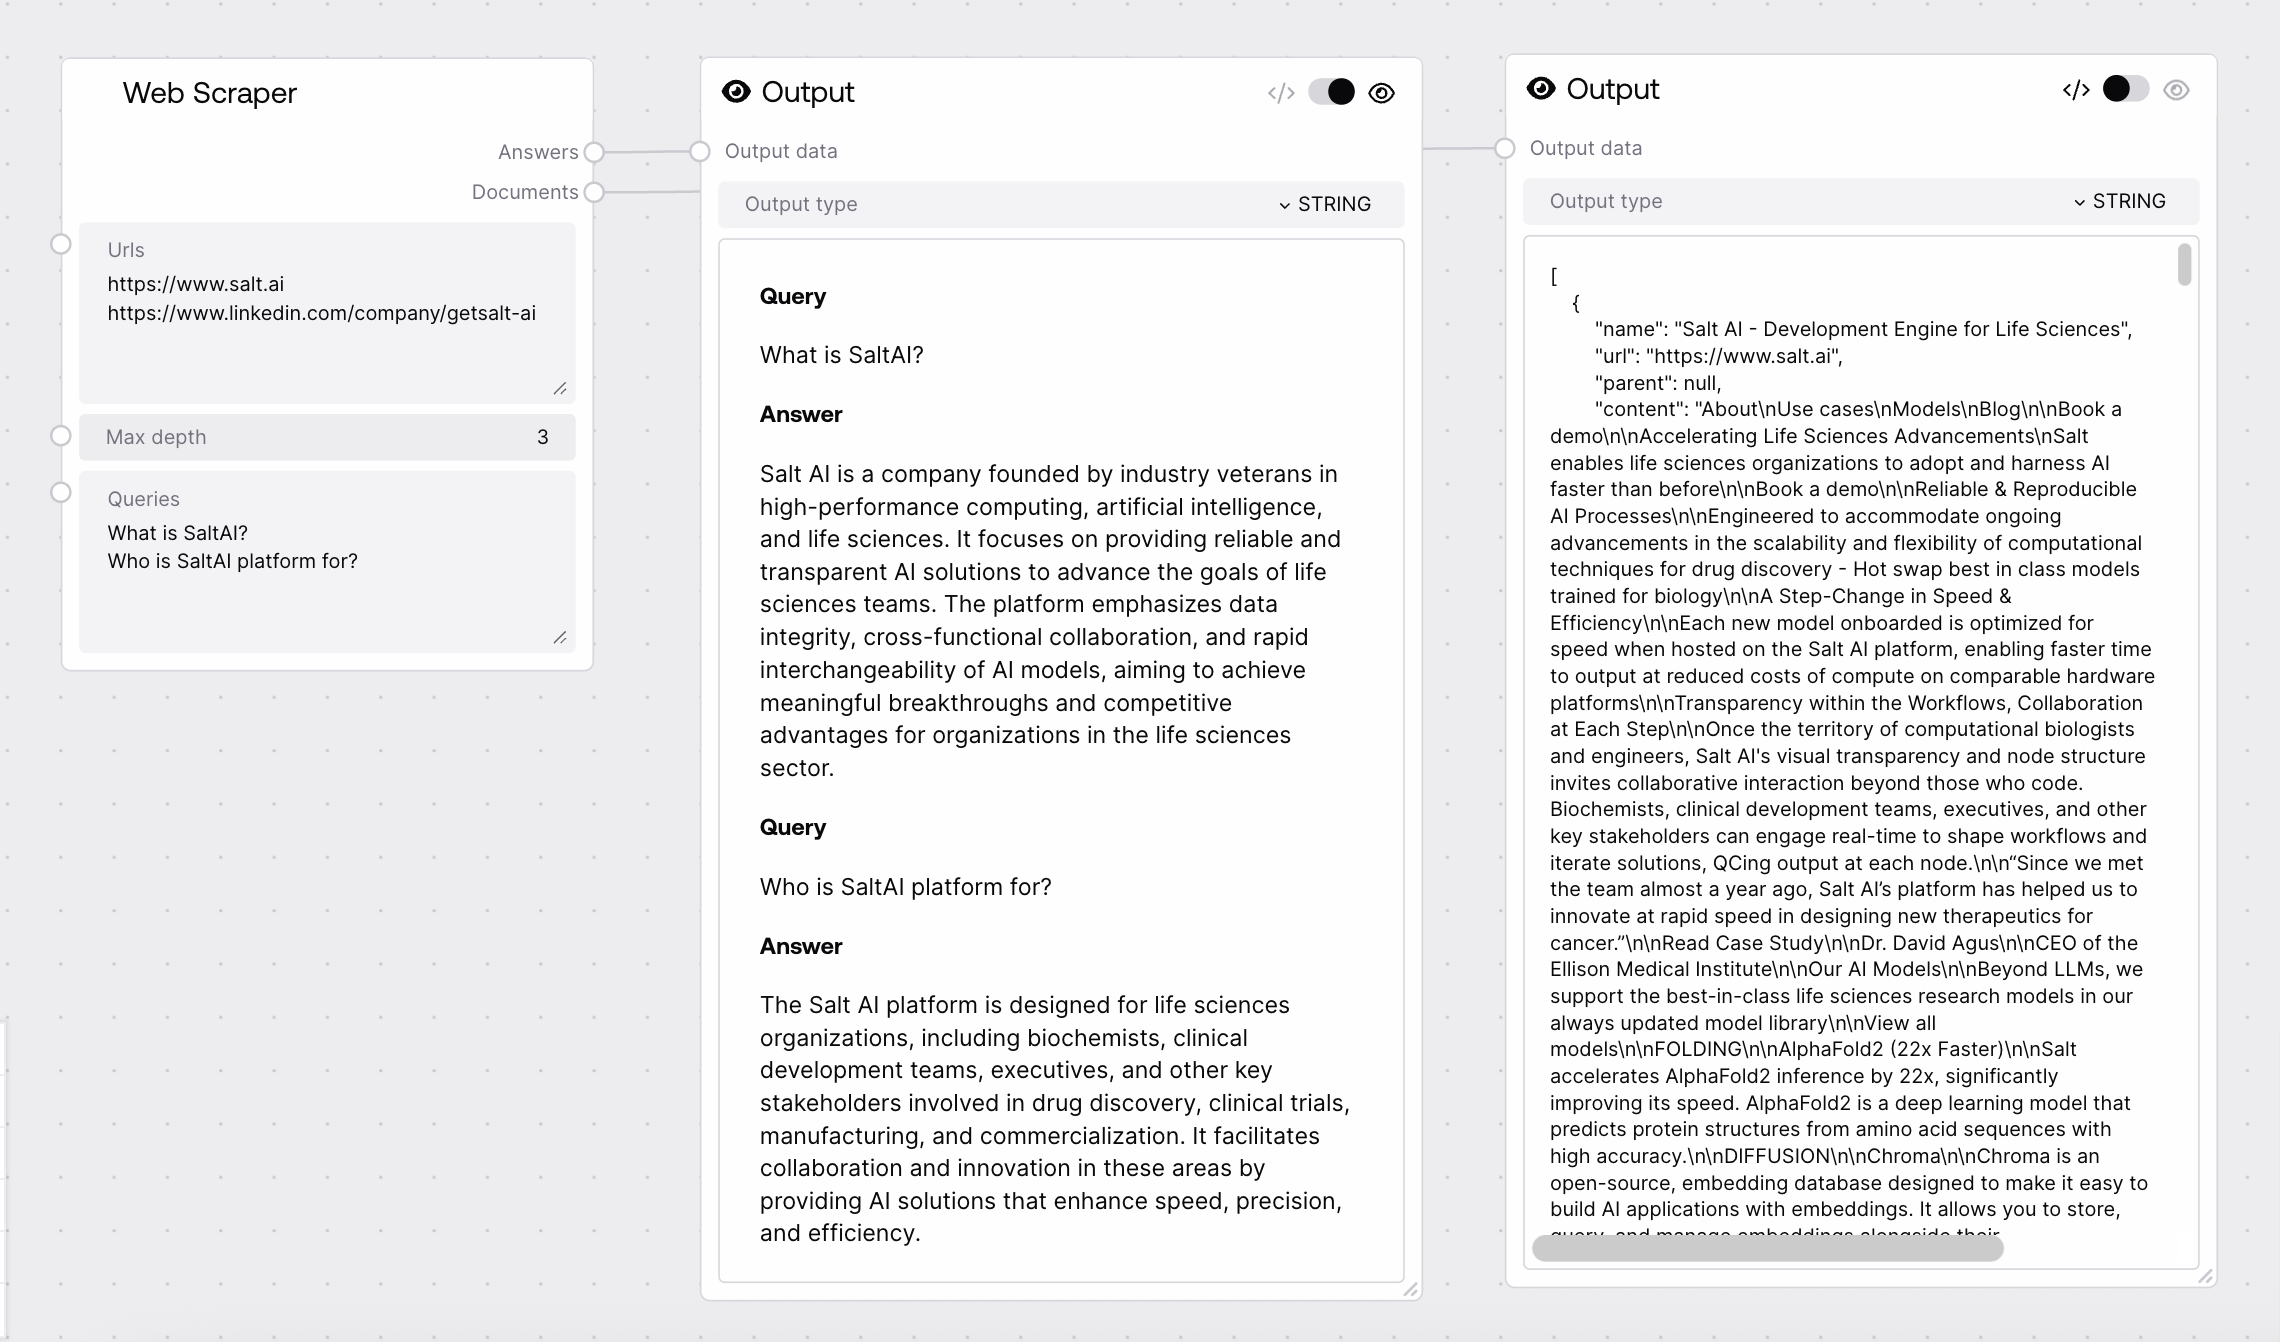 Web Scraper
Answers
Documents
Urls
https://www.salt.ai
https://www.linkedin.com/company/getsalt-ai
Max depth 3
Queries
What is SaltAI?
Who is SaltAI platform for?
Output </>
Output data
Output type STRING
Query
What is SaltAI?
Answer
Salt AI is a company founded by industry veterans in
high-performance computing, artificial intelligence,
and life sciences. It focuses on providing reliable and
transparent AI solutions to advance the goals of life
sciences teams. The platform emphasizes data
integrity, cross-functional collaboration, and rapid
interchangeability of AI models, aiming to achieve
meaningful breakthroughs and competitive
advantages for organizations in the life sciences
sector.
Query
Who is SaltAI platform for?
Answer
The Salt AI platform is designed for life sciences
organizations, including biochemists, clinical
development teams, executives, and other key
stakeholders involved in drug discovery, clinical trials,
manufacturing, and commercialization. It facilitates
collaboration and innovation in these areas by
providing AI solutions that enhance speed, precision,
and efficiency.
Output </>
Output data
Output type STRING
[
{
"name": "Salt AI - Development Engine for Life Sciences",
"url": "https://www.salt.ai",
"parent": null,
"content": "About\nUse cases\nModels\nBlog\n\nBook a
demo\n\nAccelerating Life Sciences Advancements\nSalt
enables life sciences organizations to adopt and harness AI
faster than before\n\nBook a demo\n\nReliable & Reproducible
AI Processes\n\nEngineered to accommodate ongoing
advancements in the scalability and flexibility of computational
techniques for drug discovery - Hot swap best in class models
trained for biology\n\nA Step-Change in Speed &
Efficiency\n\nEach new model onboarded is optimized for
speed when hosted on the Salt AI platform, enabling faster time
to output at reduced costs of compute on comparable hardware
platforms\n\nTransparency within the Workflows, Collaboration
at Each Step\n\nOnce the territory of computational biologists
and engineers, Salt AI's visual transparency and node structure
invites collaborative interaction beyond those who code.
Biochemists, clinical development teams, executives, and other
key stakeholders can engage real-time to shape workflows and
iterate solutions, QCing output at each node.\n\n“Since we met
the team almost a year ago, Salt AI’s platform has helped us to
innovate at rapid speed in designing new therapeutics for
cancer.”\n\nRead Case Study\n\nDr. David Agus\n\nCEO of the
Ellison Medical Institute\n\nOur AI Models\n\nBeyond LLMs, we
support the best-in-class life sciences research models in our
always updated model library\n\nView all
models\n\nFOLDING\n\nAlphaFold2 (22x Faster)\n\nSalt
accelerates AlphaFold2 inference by 22x, significantly
improving its speed. AlphaFold2 is a deep learning model that
predicts protein structures from amino acid sequences with
high accuracy.\n\nDIFFUSION\n\nChroma\n\nChroma is an
open-source, embedding database designed to make it easy to
build AI applications with embeddings. It allows you to store,
query, and manage embeddings alongside their